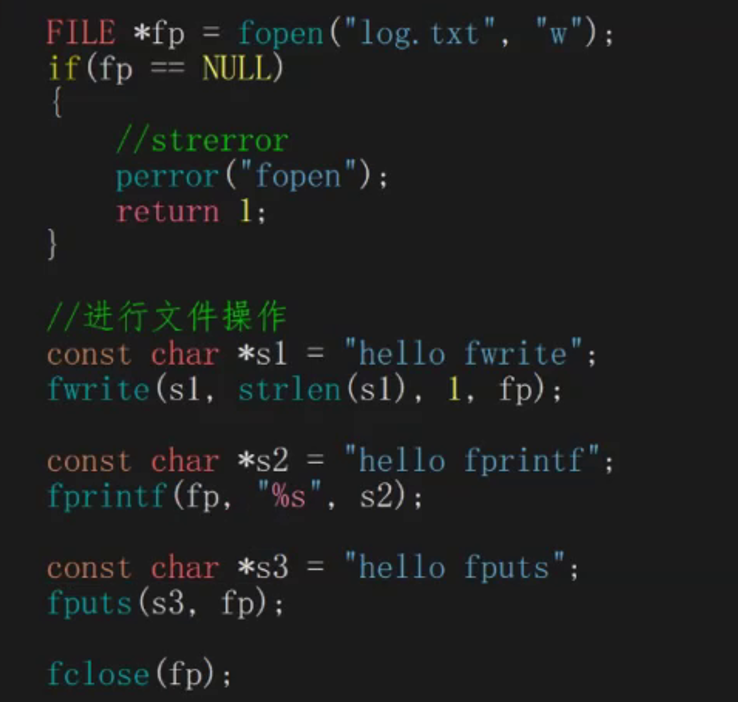 FILE *fp = fopen("log.txt", "w");
if(fp == NULL)
{
    //strerror
    perror("fopen");
    return 1;
}

//进行文件操作
const char *s1 = "hello fwrite";
fwrite(s1, strlen(s1), 1, fp);

const char *s2 = "hello fprintf";
fprintf(fp, "%s", s2);

const char *s3 = "hello fputs";
fputs(s3, fp);

fclose(fp);